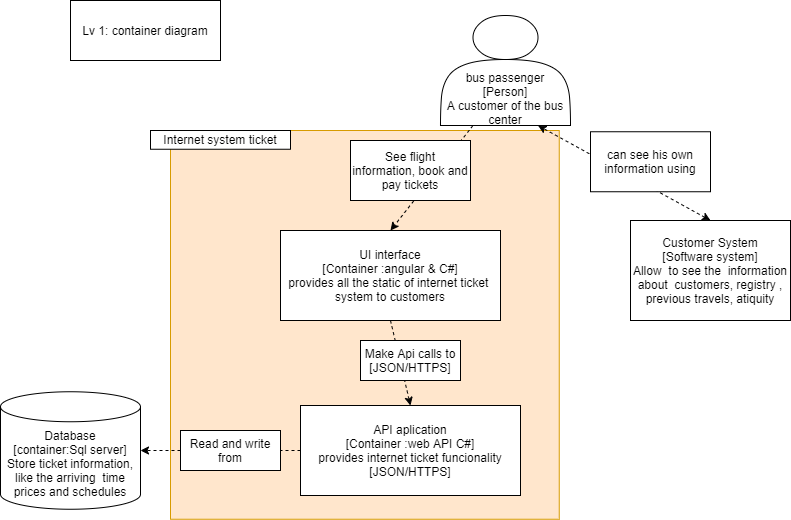 Lv 1: container diagram
bus passenger
[Person]
A customer of the bus
center
Internet system ticket
See flight
information, book and
pay tickets
can see his own
information using
UI interface
[Container :angular & C#]
provides all the static of internet ticket
system to customers
Customer System
[Software system]
Allow  to see the  information
about  customers, registry ,
previous travels, atiquity
Make Api calls to
[JSON/HTTPS]
API aplication
[Container :web API C#]
provides internet ticket funcionality
[JSON/HTTPS]
Read and write
from
Database
[container:Sql server]
Store ticket information,
like the arriving  time
prices and schedules